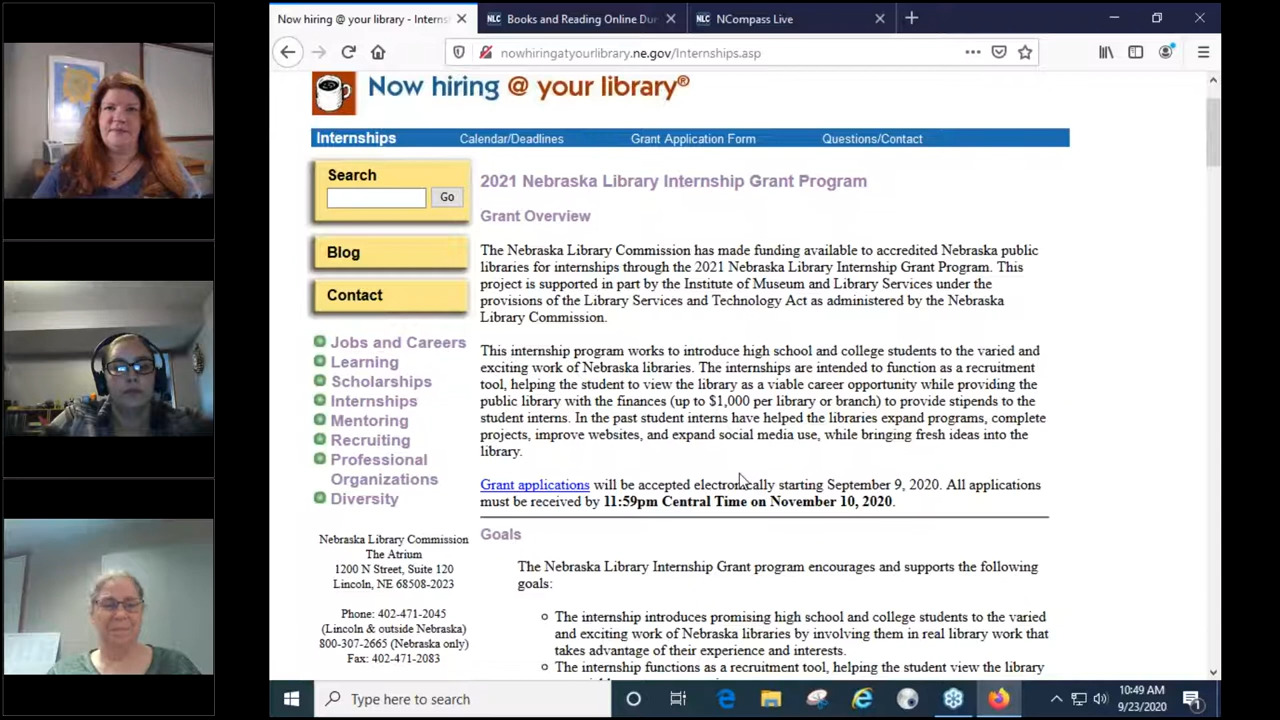 Now hiring @ your library - Interns
Books and Reading Online Du
NCompass Live
nowhiringatyourlibrary.ne.gov/Internships.asp
Now hiring @ your library®
Internships
Calendar/Deadlines
Grant Application Form
Questions/Contact
Search
Go
Blog
Contact
Jobs and Careers
Learning
Scholarships
Internships
Mentoring
Recruiting
Professional
Organizations
Diversity
Nebraska Library Commission
The Atrium
1200 N Street, Suite 120
Lincoln, NE 68508-2023
Phone: 402-471-2045
(Lincoln & outside Nebraska)
800-307-2665 (Nebraska only)
Fax: 402-471-2083
2021 Nebraska Library Internship Grant Program
Grant Overview
The Nebraska Library Commission has made funding available to accredited Nebraska public
libraries for internships through the 2021 Nebraska Library Internship Grant Program. This
project is supported in part by the Institute of Museum and Library Services under the
provisions of the Library Services and Technology Act as administered by the Nebraska
Library Commission.
This internship program works to introduce high school and college students to the varied and
exciting work of Nebraska libraries. The internships are intended to function as a recruitment
tool, helping the student to view the library as a viable career opportunity while providing the
public library with the finances (up to $1,000 per library or branch) to provide stipends to the
student interns. In the past student interns have helped the libraries expand programs, complete
projects, improve websites, and expand social media use, while bringing fresh ideas into the
library.
Grant applications will be accepted electronically starting September 9, 2020. All applications
must be received by 11:59pm Central Time on November 10, 2020.
Goals
The Nebraska Library Internship Grant program encourages and supports the following
goals:
The internship introduces promising high school and college students to the varied
and exciting work of Nebraska libraries by involving them in real library work that
takes advantage of their experience and interests.
The internship functions as a recruitment tool, helping the student view the library
Type here to search
10:49 AM
9/23/2020
1